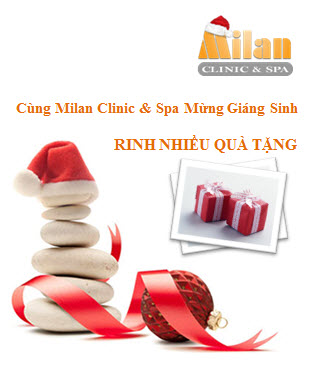 Milan
CLINIC & SPA
Cùng Milan Clinic & Spa Mừng Giáng Sinh
RINH NHIỀU QUÀ TẶNG